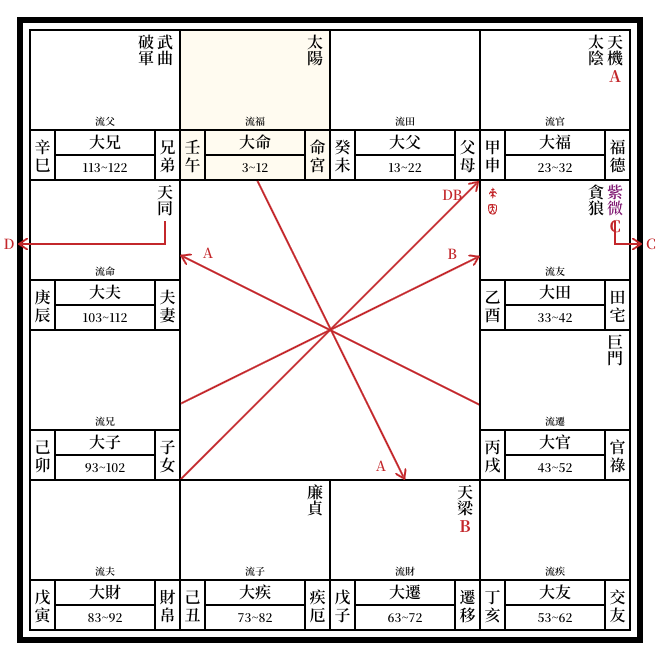 破軍
武曲
流父
辛巳
大兄
113~122
兄弟
太陽
流福
壬午
大命
3~12
命宮
流田
癸未
大父
13~22
父母
太陰
天機
A
流官
甲申
大福
23~32
福德
天同
D
流命
庚辰
大夫
103~112
夫妻
A
DB
B
A
貪狼
紫微
C
C
流友
乙酉
大田
33~42
田宅
流兄
己卯
大子
93~102
子女
巨門
流遷
丙戌
大官
43~52
官祿
流夫
戊寅
大財
83~92
財帛
廉貞
流子
己丑
大疾
73~82
疾厄
天梁
B
流財
戊子
大遷
63~72
遷移
流疾
丁亥
大友
53~62
交友